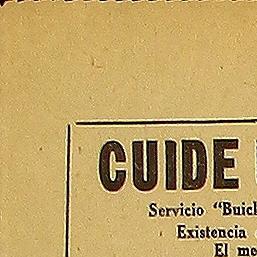 CUIDE
Servicio "Buick
Existencia
El me